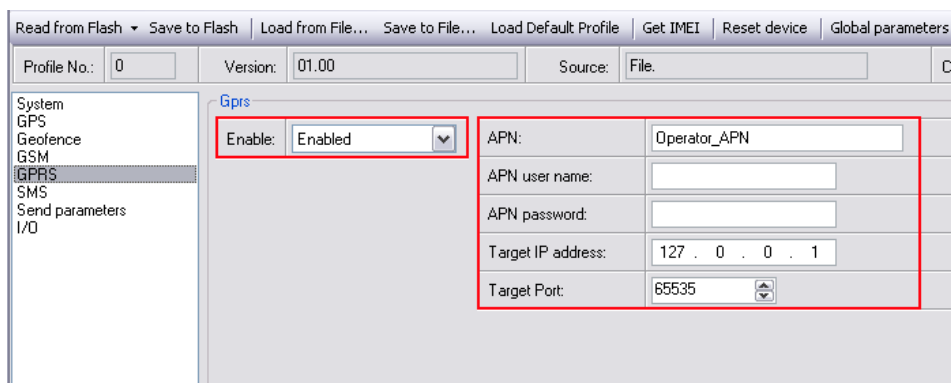 Read from Flash Save to Flash Load from File... Save to File... Load Default Profile Get IMEI Reset device Global parameters
Profile No.: 0 Version: 01.00 Source: File. C
System
GPS
Geofence
GSM
GPRS
SMS
Send parameters
I/O
Gprs
Enable: Enabled
APN: Operator_APN
APN user name:
APN password:
Target IP address: 127 . 0 . 0 . 1
Target Port: 65535